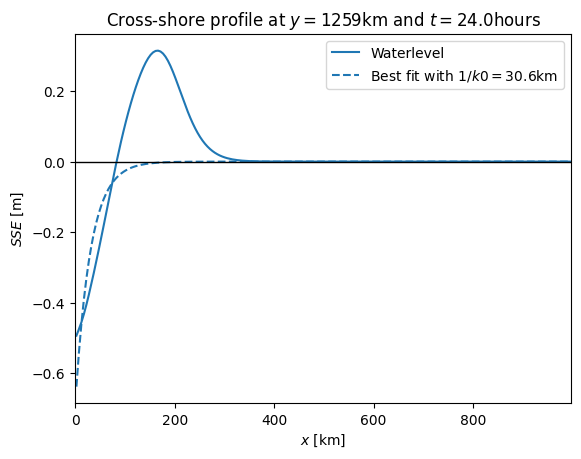 Cross-shore profile at y = 1259km and t = 24.0hours
Waterlevel
Best fit with 1/k0 = 30.6km
0.2
0.0
−0.2
−0.4
−0.6
SSE [m]
0 200 400 600 800
x [km]